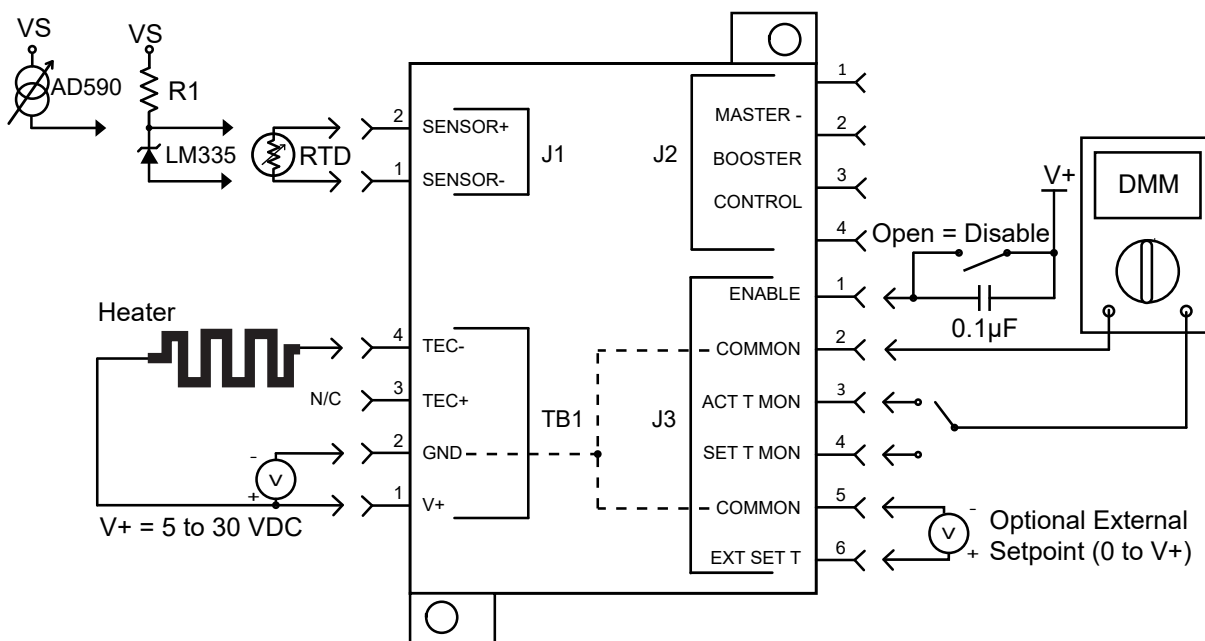 VS
VS
AD590
R1
LM335
RTD
2
SENSOR+
1
SENSOR-
J1
J2
MASTER -
BOOSTER
CONTROL
1
2
3
4
V+
DMM
Open = Disable
0.1µF
Heater
4
TEC-
N/C
3
TEC+
2
GND
1
V+
TB1
-
V
+
V+ = 5 to 30 VDC
J3
ENABLE
1
COMMON
2
ACT T MON
3
SET T MON
4
COMMON
5
EXT SET T
6
-
V
+
Optional External
Setpoint (0 to V+)